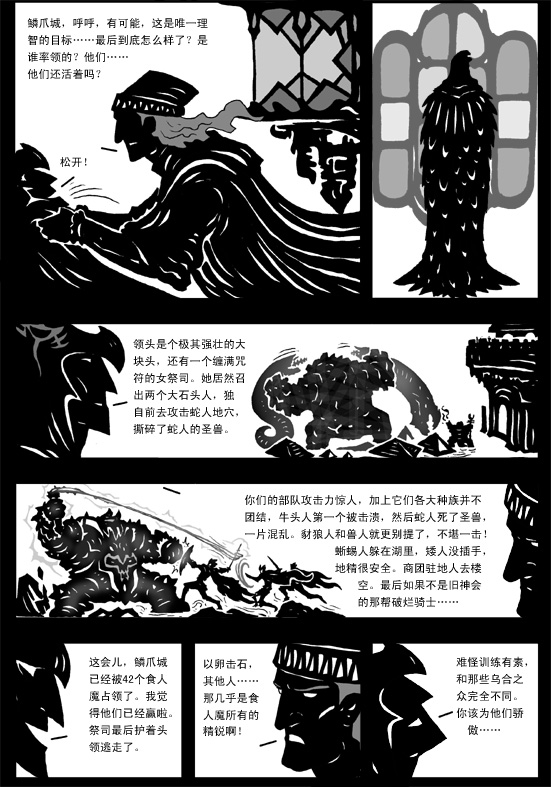 鳞爪城，呼呼，有可能，这是唯一理
智的目标……最后到底怎么样了？是
谁率领的？他们……
他们还活着吗？
松开！
领头是个极其强壮的大
块头，还有一个缠满咒
符的女祭司。她居然召
出两个大石头人，独
自前去攻击蛇人地穴，
撕碎了蛇人的圣兽。
你们的部队攻击力惊人，加上它们各大种族并不
团结，牛头人第一个被击溃，然后蛇人死了圣兽，
一片混乱。豺狼人和兽人就更别提了，不堪一击！
蜥蜴人躲在湖里，矮人没插手，
地精很安全。商团驻地人去楼
空。最后如果不是旧神会
的那帮破烂骑士……
这会儿，鳞爪城
已经被42个食人
魔占领了。我觉
得他们已经赢啦。
祭司最后护着头
领逃走了。
以卵击石，
其他人……
那几乎是食
人魔所有的
精锐啊！
难怪训练有素，
和那些乌合之
众完全不同。
你该为他们骄
傲……